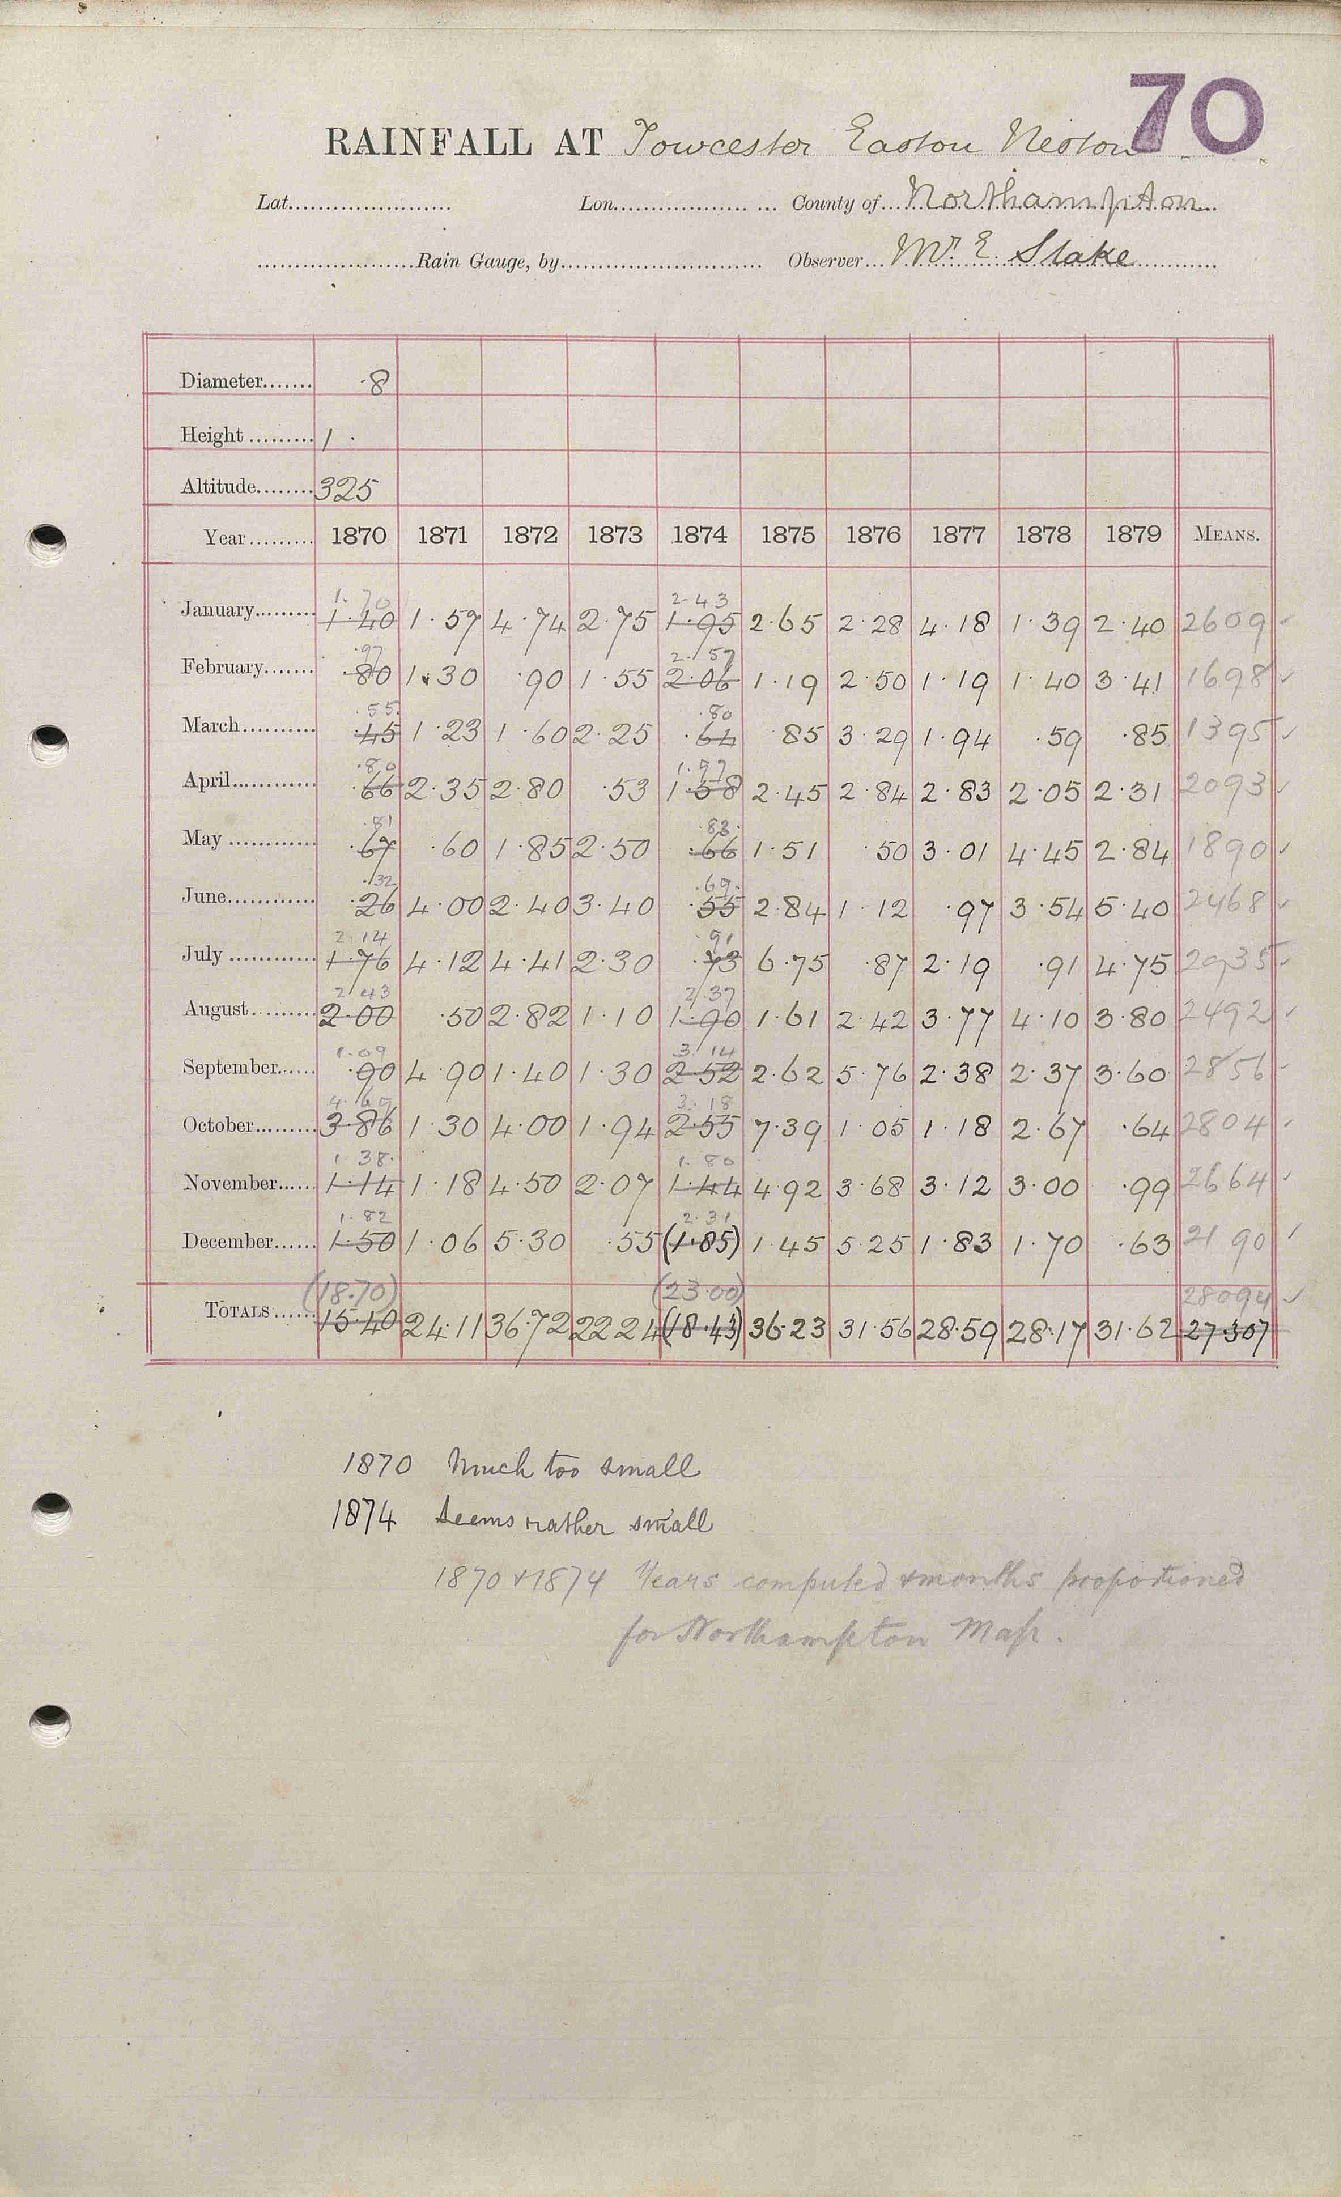 70
RAINFALL AT Towcester Easton Neston
Lat. Lon. County of Northampton
Rain Gauge, by Observer Mr. E Slake
Diameter ·8
Height 1 ·
Altitude 325
Year 1870 1871 1872 1873 1874 1875 1876 1877 1878 1879 MEANS.
1.70 2·43
January 1·40 1·57 4·74 2·75 1·95 2·65 2·28 4·18 1·39 2·40 2609
·97 2·57
February ·80 1·30 ·90 1·55 2·06 1·19 2·50 1·19 1·40 3·41 1698
·55 ·80
March ·45 1·23 1·60 2·25 ·64 ·85 3·29 1·94 ·59 ·85 1395
·80 1·97
April ·66 2·35 2·80 ·53 1·58 2·45 2·84 2·83 2·05 2·31 2093
·81 ·83
May ·67 ·60 1·85 2·50 ·66 1·51 ·50 3·01 4·45 2·84 1890
·32 ·69
June ·26 4·00 2·40 3·40 ·55 2·84 1·12 ·97 3·54 5·40 2468
2·14 ·91
July 1·76 4·12 4·41 2·30 ·73 6·75 ·87 2·19 ·91 4·75 2935
2·43 2·37
August 2·00 ·50 2·82 1·10 1·90 1·61 2·42 3·77 4·10 3·80 2492
1·09 3·14
September ·90 4·90 1·40 1·30 2·52 2·62 5·76 2·38 2·37 3·60 2856
4·69 3·18
October 3·86 1·30 4·00 1·94 2·55 7·39 1·05 1·18 2·67 ·64 2804
1·38 1·80
November 1·14 1·18 4·50 2·07 1·44 4·92 3·68 3·12 3·00 ·99 2664
1·82 2·31
December 1·50 1·06 5·30 ·55 (1·85) 1·45 5·25 1·83 1·70 ·63 2190
(18·70) (23·00) 28094
TOTALS 15·40 24·11 36·72 22 24 (18·43) 36·23 31·56 28·59 28·17 31·62 27 307
1870 Much too small
1874 Seems rather small
1870 + 1874 Years computed + months proportioned
for Northampton Map.